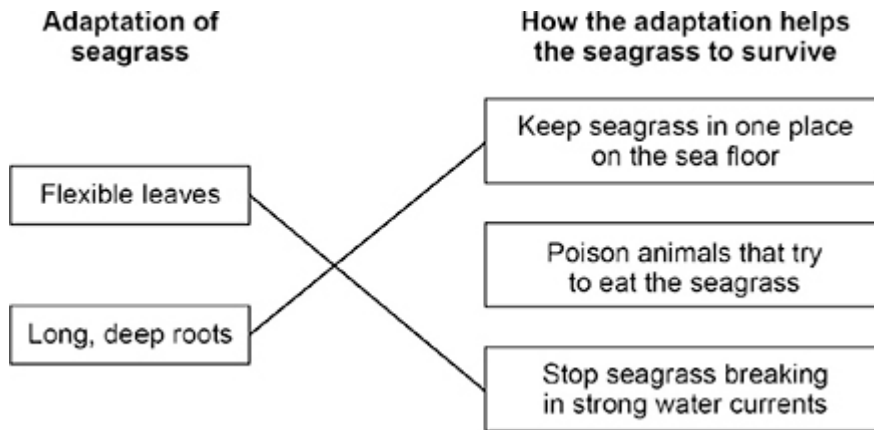 Adaptation of
seagrass
How the adaptation helps
the seagrass to survive
Flexible leaves
Long, deep roots
Keep seagrass in one place
on the sea floor
Poison animals that try
to eat the seagrass
Stop seagrass breaking
in strong water currents